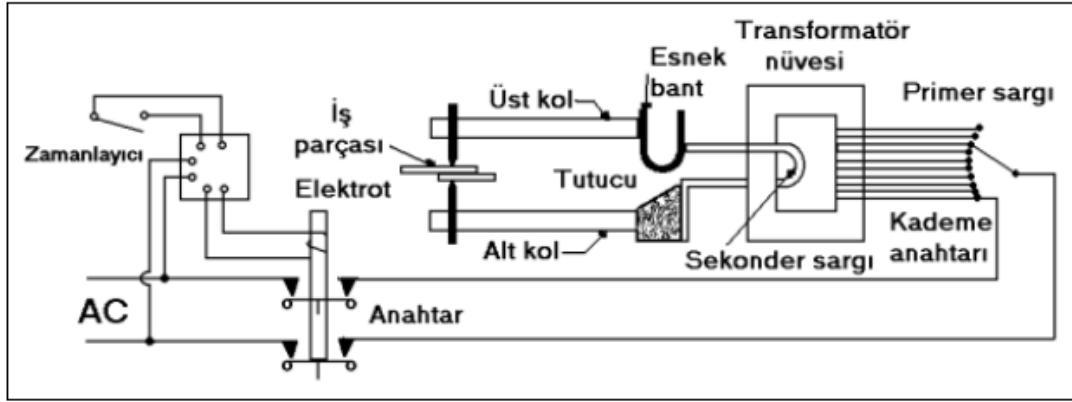 Transformatör
nüvesi
Esnek
bant
Primer sargı
Üst kol
İş
parçası
Zamanlayıcı
Tutucu
Elektrot
Kademe
anahtarı
Alt kol
Sekonder sargı
AC
Anahtar